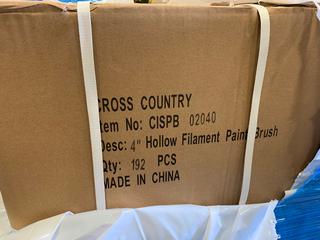 CROSS COUNTRY
Item No: CISPB 02040
Desc: 4" Hollow Filament Paint Brush
Qty: 192 PCS
MADE IN CHINA